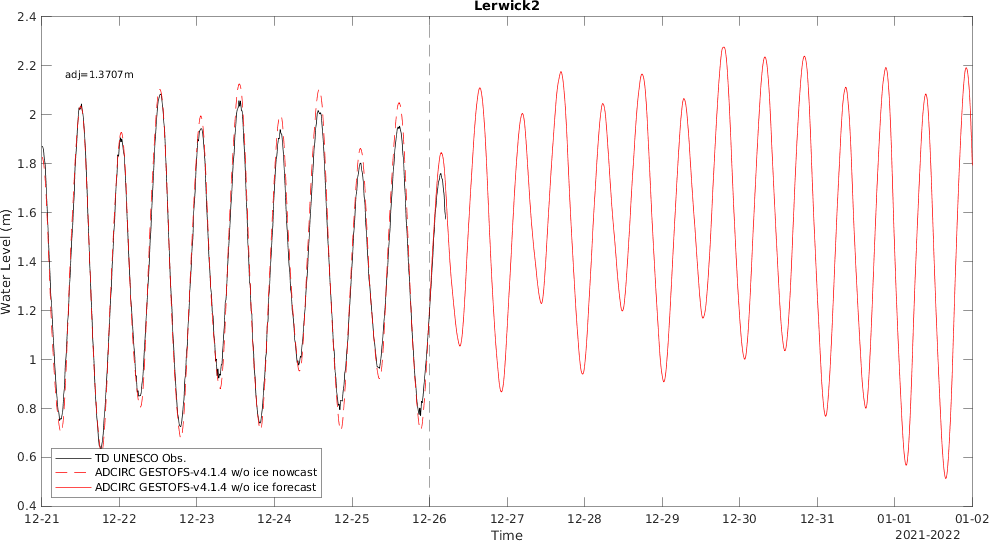 Lerwick2
adj=1.3707m
Water Level (m)
2.4
2.2
2
1.8
1.6
1.4
1.2
1
0.8
0.6
0.4
TD UNESCO Obs.
ADCIRC GESTOFS-v4.1.4 w/o ice nowcast
ADCIRC GESTOFS-v4.1.4 w/o ice forecast
12-21 12-22 12-23 12-24 12-25 12-26 12-27 12-28 12-29 12-30 12-31 01-01 01-02
Time
2021-2022